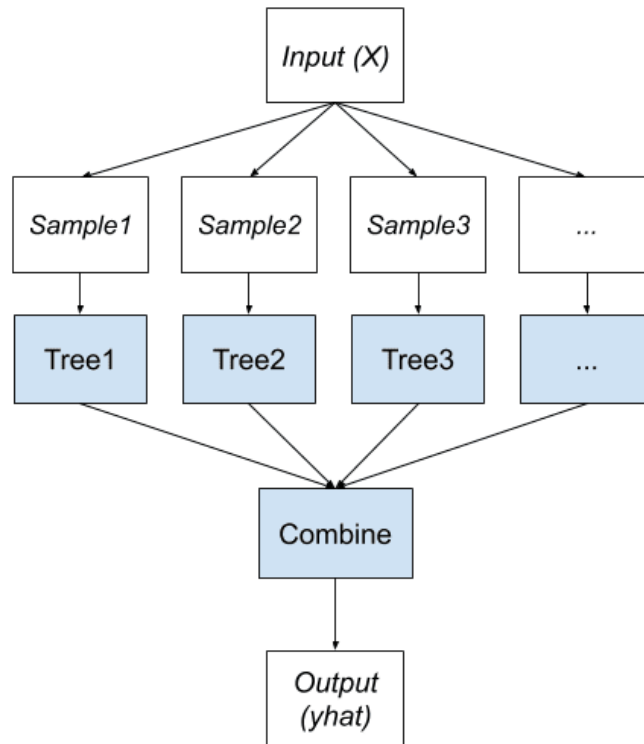 Input (X)
Sample1
Sample2
Sample3
...
Tree1
Tree2
Tree3
...
Combine
Output
(yhat)